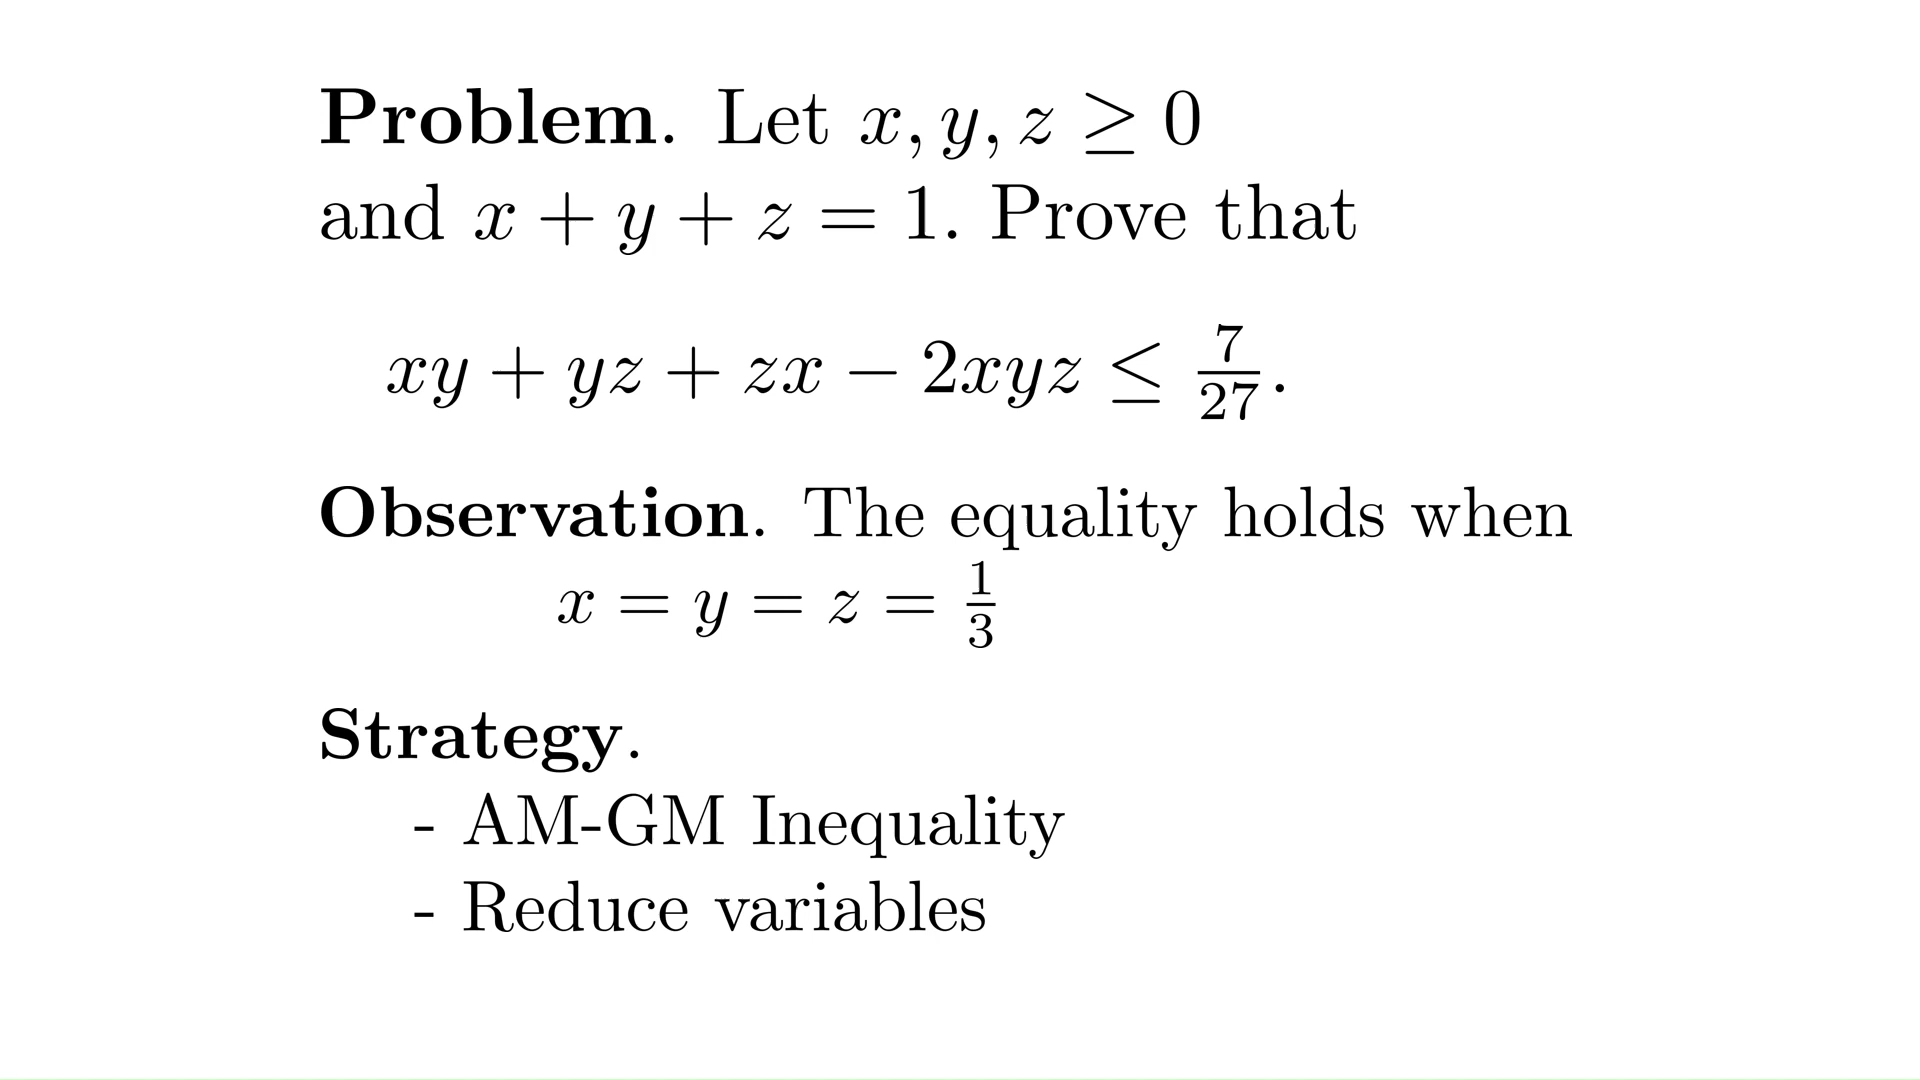 Problem. Let x, y, z ≥ 0
and x + y + z = 1. Prove that
xy + yz + zx − 2xyz ≤ 7/27.
Observation. The equality holds when
x = y = z = 1/3
Strategy.
- AM-GM Inequality
- Reduce variables